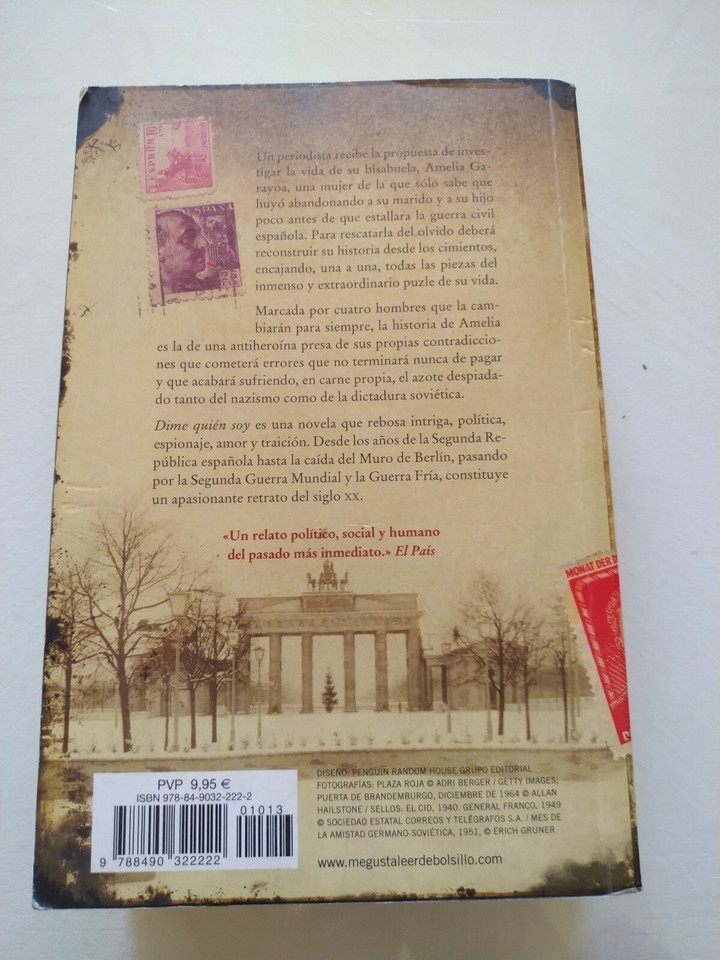 ESPAÑA
ESPAÑA
25
CTS
Un periodista recibe la propuesta de inves-
tigar la vida de su bisabuela, Amelia Ga-
rayoa, una mujer de la que sólo sabe que
huyó abandonando a su marido y a su hijo
poco antes de que estallara la guerra civil
española. Para rescatarla del olvido deberá
reconstruir su historia desde los cimientos,
encajando, una a una, todas las piezas del
inmenso y extraordinario puzle de su vida.
Marcada por cuatro hombres que la cam-
biarán para siempre, la historia de Amelia
es la de una antiheroína presa de sus propias contradiccio-
nes que cometerá errores que no terminará nunca de pagar
y que acabará sufriendo, en carne propia, el azote despiada-
do tanto del nazismo como de la dictadura soviética.
Dime quién soy es una novela que rebosa intriga, política,
espionaje, amor y traición. Desde los años de la Segunda Re-
pública española hasta la caída del Muro de Berlín, pasando
por la Segunda Guerra Mundial y la Guerra Fría, constituye
un apasionante retrato del siglo XX.
«Un relato político, social y humano
del pasado más inmediato.» El País
MONAT DER D
PVP 9,95 €
ISBN 978-84-9032-222-2
01013
9 788490 322222
DISEÑO: PENGUIN RANDOM HOUSE GRUPO EDITORIAL
FOTOGRAFÍAS: PLAZA ROJA © ADRI BERGER / GETTY IMAGES;
PUERTA DE BRANDEMBURGO, DICIEMBRE DE 1964 © ALLAN
HAILSTONE / SELLOS: EL CID, 1940. GENERAL FRANCO, 1949
© SOCIEDAD ESTATAL CORREOS Y TELÉGRAFOS S.A. / MES DE
LA AMISTAD GERMANO-SOVIÉTICA, 1951, © ERICH GRUNER
www.megustaleerdebolsillo.com